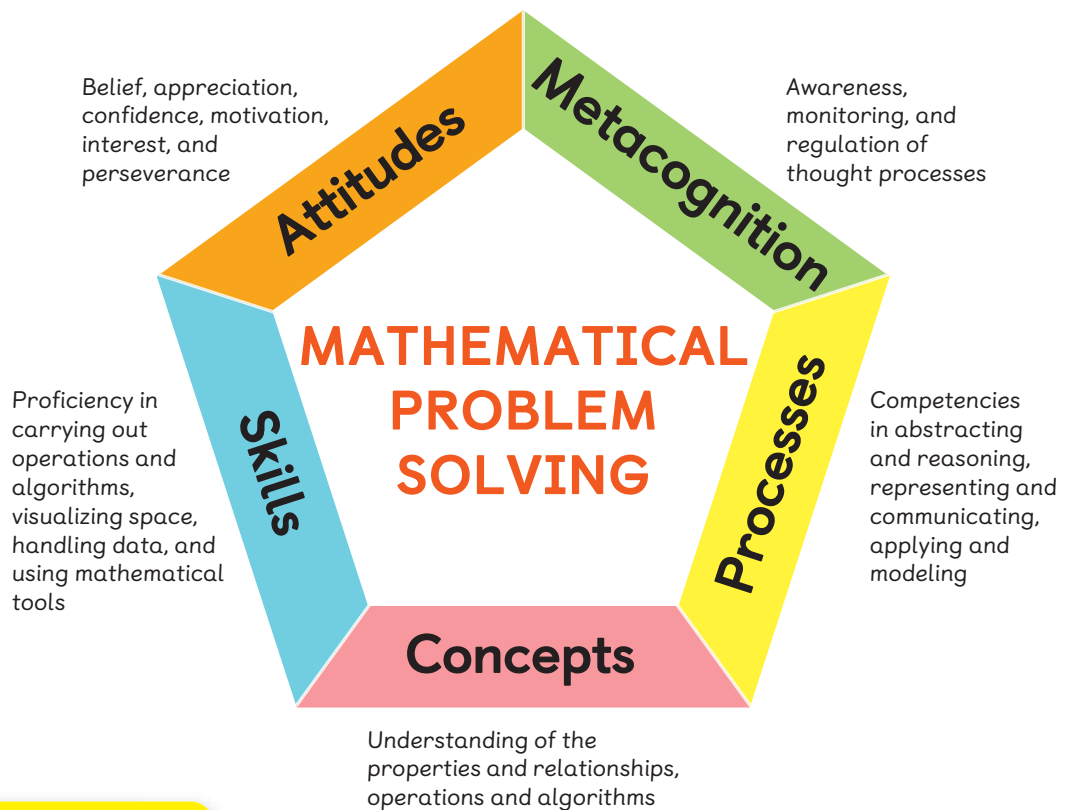 Belief, appreciation,
confidence, motivation,
interest, and
perseverance
Attitudes
Metacognition
Awareness,
monitoring, and
regulation of
thought processes
MATHEMATICAL
PROBLEM
SOLVING
Proficiency in
carrying out
operations and
algorithms,
visualizing space,
handling data, and
using mathematical
tools
Skills
Processes
Competencies
in abstracting
and reasoning,
representing and
communicating,
applying and
modeling
Concepts
Understanding of the
properties and relationships,
operations and algorithms